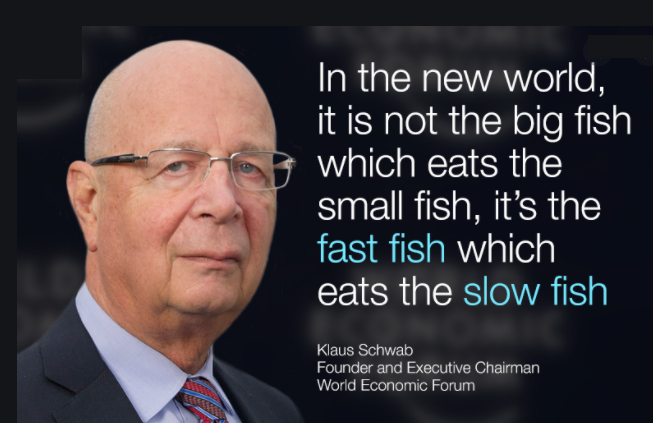 In the new world,
it is not the big fish
which eats the
small fish, it's the
fast fish which
eats the slow fish
Klaus Schwab
Founder and Executive Chairman
World Economic Forum